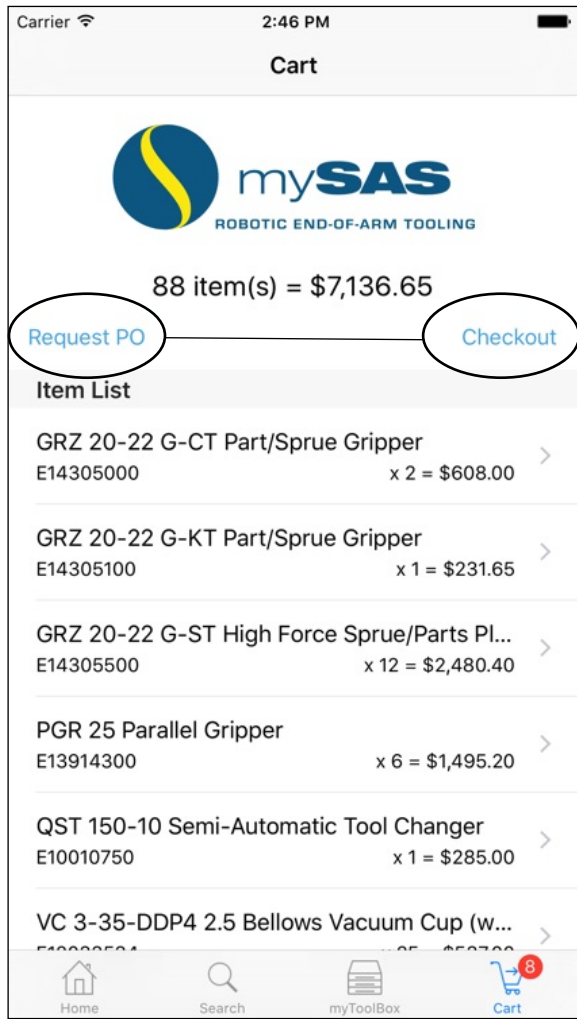 Carrier 2:46 PM
Cart
mySAS
ROBOTIC END-OF-ARM TOOLING
88 item(s) = $7,136.65
Request PO Checkout
Item List
GRZ 20-22 G-CT Part/Sprue Gripper
E14305000 x 2 = $608.00
GRZ 20-22 G-KT Part/Sprue Gripper
E14305100 x 1 = $231.65
GRZ 20-22 G-ST High Force Sprue/Parts Pl...
E14305500 x 12 = $2,480.40
PGR 25 Parallel Gripper
E13914300 x 6 = $1,495.20
QST 150-10 Semi-Automatic Tool Changer
E10010750 x 1 = $285.00
VC 3-35-DDP4 2.5 Bellows Vacuum Cup (w...
8
Home Search myToolBox Cart